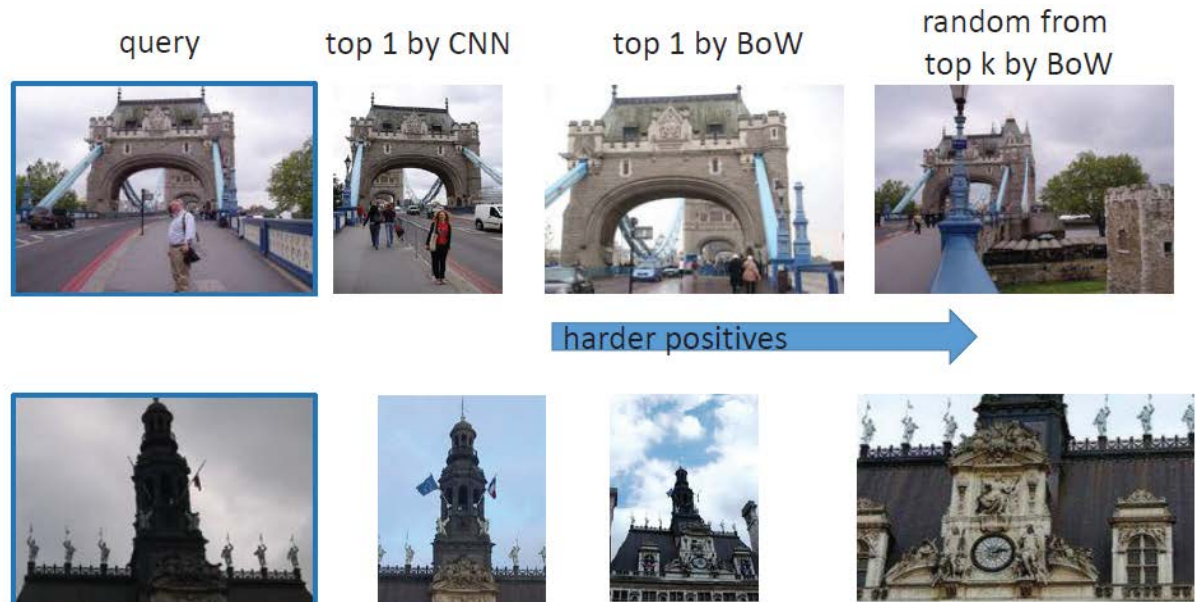 query
top 1 by CNN
top 1 by BoW
random from
top k by BoW
harder positives